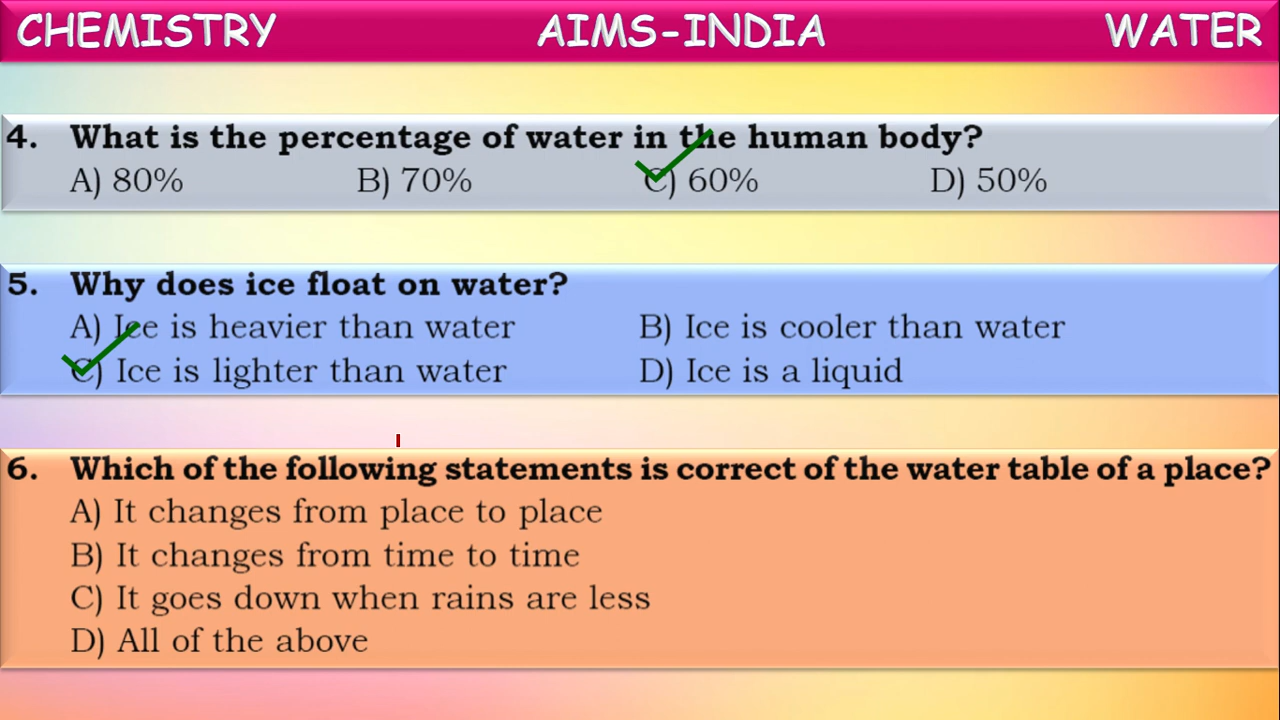 CHEMISTRY AIMS-INDIA WATER
4. What is the percentage of water in the human body?
A) 80% B) 70% C) 60% D) 50%
5. Why does ice float on water?
A) Ice is heavier than water B) Ice is cooler than water
C) Ice is lighter than water D) Ice is a liquid
6. Which of the following statements is correct of the water table of a place?
A) It changes from place to place
B) It changes from time to time
C) It goes down when rains are less
D) All of the above